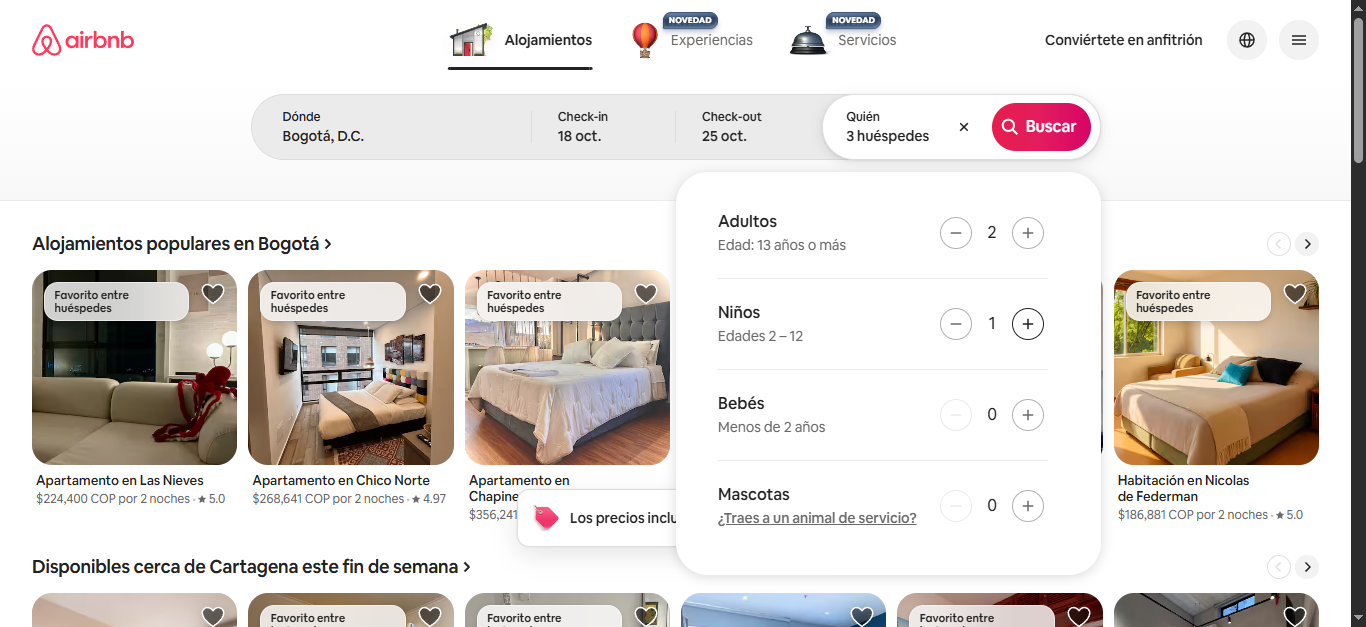 airbnb
Alojamientos
NOVEDAD
Experiencias
NOVEDAD
Servicios
Conviértete en anfitrión
Dónde
Bogotá, D.C.
Check-in
18 oct.
Check-out
25 oct.
Quién
3 huéspedes
Buscar
Adultos
Edad: 13 años o más
2
Niños
Edades 2 – 12
1
Bebés
Menos de 2 años
0
Mascotas
¿Traes a un animal de servicio?
0
Alojamientos populares en Bogotá
Favorito entre
huéspedes
Apartamento en Las Nieves
$224,400 COP por 2 noches · ★ 5.0
Favorito entre
huéspedes
Apartamento en Chico Norte
$268,641 COP por 2 noches · ★ 4.97
Favorito entre
huéspedes
Apartamento en
Chapine
$356,241
Los precios inclu
Favorito entre
huéspedes
Habitación en Nicolas
de Federman
$186,881 COP por 2 noches · ★ 5.0
Disponibles cerca de Cartagena este fin de semana
Favorito entre
Favorito entre
Favorito entre